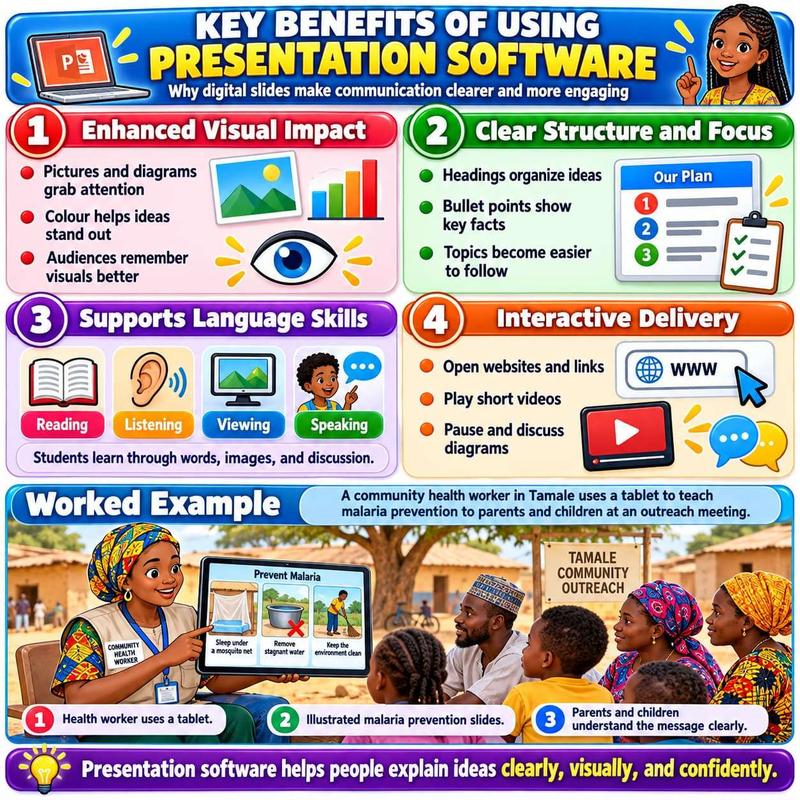 KEY BENEFITS OF USING
PRESENTATION SOFTWARE
Why digital slides make communication clearer and more engaging
P
1 Enhanced Visual Impact
Pictures and diagrams
grab attention
Colour helps ideas
stand out
Audiences remember
visuals better
2 Clear Structure and Focus
Headings organize ideas
Bullet points show
key facts
Topics become easier
to follow
Our Plan
1
2
3
3 Supports Language Skills
Reading
Listening
Viewing
Speaking
Students learn through words, images, and discussion.
4 Interactive Delivery
Open websites and links
Play short videos
Pause and discuss
diagrams
www
Worked Example
A community health worker in Tamale uses a tablet to teach
malaria prevention to parents and children at an outreach meeting.
COMMUNITY
HEALTH
WORKER
Prevent Malaria
Sleep under
a mosquito net
Remove
stagnant water
Keep the
environment clean
TAMALE
COMMUNITY
OUTREACH
1 Health worker uses a tablet.
2 Illustrated malaria prevention slides.
3 Parents and children
understand the message clearly.
Presentation software helps people explain ideas clearly, visually, and confidently.